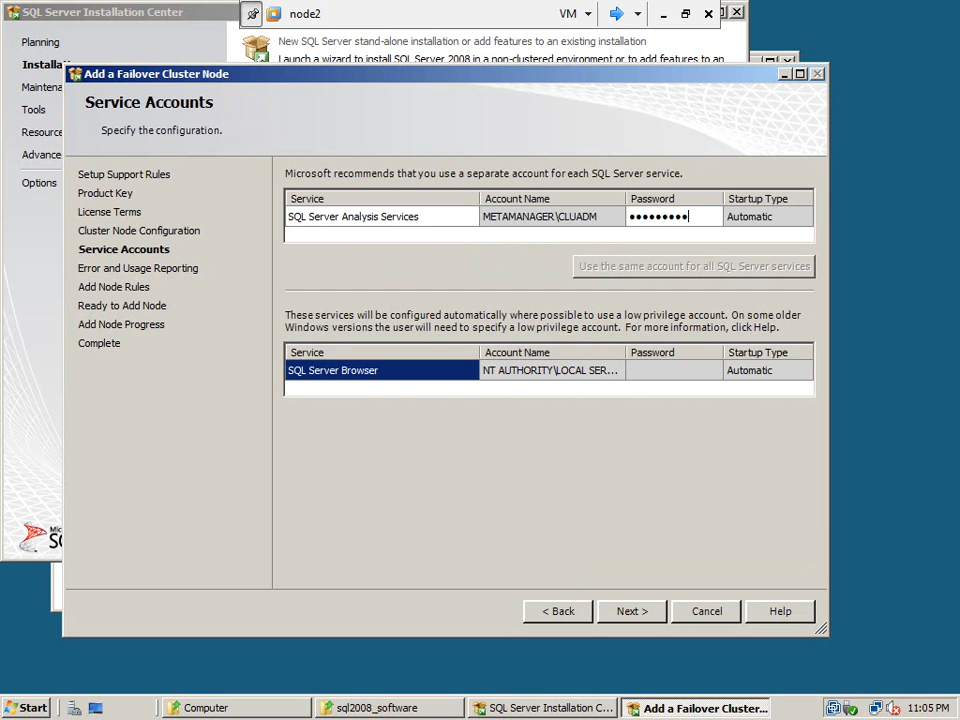 SQL Server Installation Center
node2
VM
Planning
Installa
Maintena
Tools
Resourc
Advance
Options
New SQL Server stand-alone installation or add features to an existing installation
Launch a wizard to install SQL Server 2008 in a non-clustered environment or to add features to an
Add a Failover Cluster Node
Service Accounts
Specify the configuration.
Setup Support Rules
Product Key
License Terms
Cluster Node Configuration
Service Accounts
Error and Usage Reporting
Add Node Rules
Ready to Add Node
Add Node Progress
Complete
Microsoft recommends that you use a separate account for each SQL Server service.
Service Account Name Password Startup Type
SQL Server Analysis Services METAMANAGER\CLUADM ●●●●●●●●● Automatic
Use the same account for all SQL Server services
These services will be configured automatically where possible to use a low privilege account. On some older
Windows versions the user will need to specify a low privilege account. For more information, click Help.
Service Account Name Password Startup Type
SQL Server Browser NT AUTHORITY\LOCAL SER... Automatic
Mic
SQ
< Back Next > Cancel Help
Start Computer sql2008_software SQL Server Installation C... Add a Failover Cluster... 11:05 PM